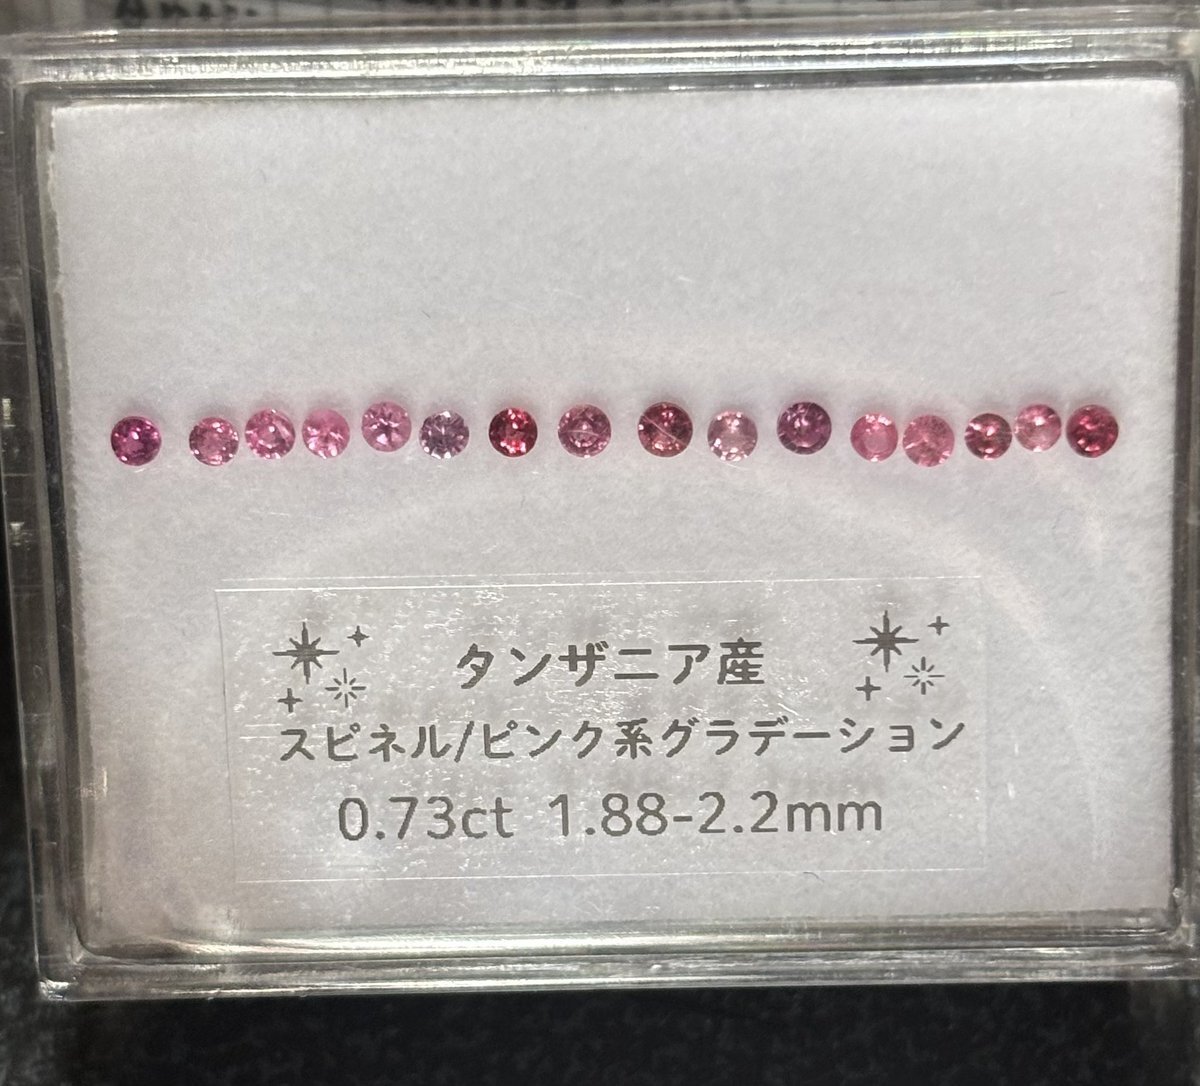 タンザニア産
スピネル/ピンク系グラデーション
0.73ct 1.88-2.2mm